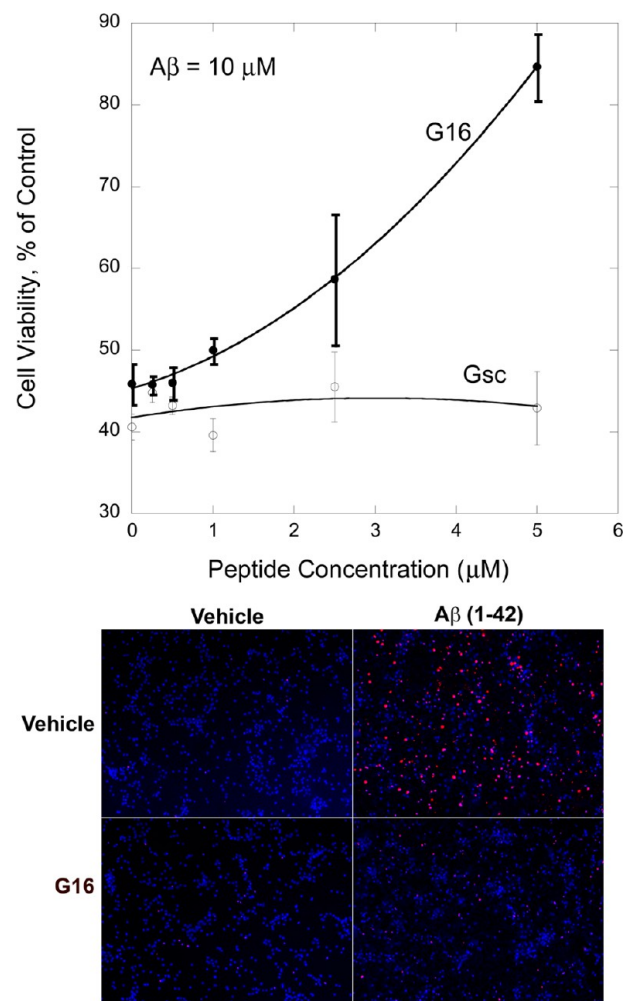 90
Aβ = 10 μM
G16
80
70
60
50
Gsc
40
30
0 1 2 3 4 5 6
Cell Viability, % of Control
Peptide Concentration (μM)
Vehicle Aβ (1-42)
Vehicle
G16